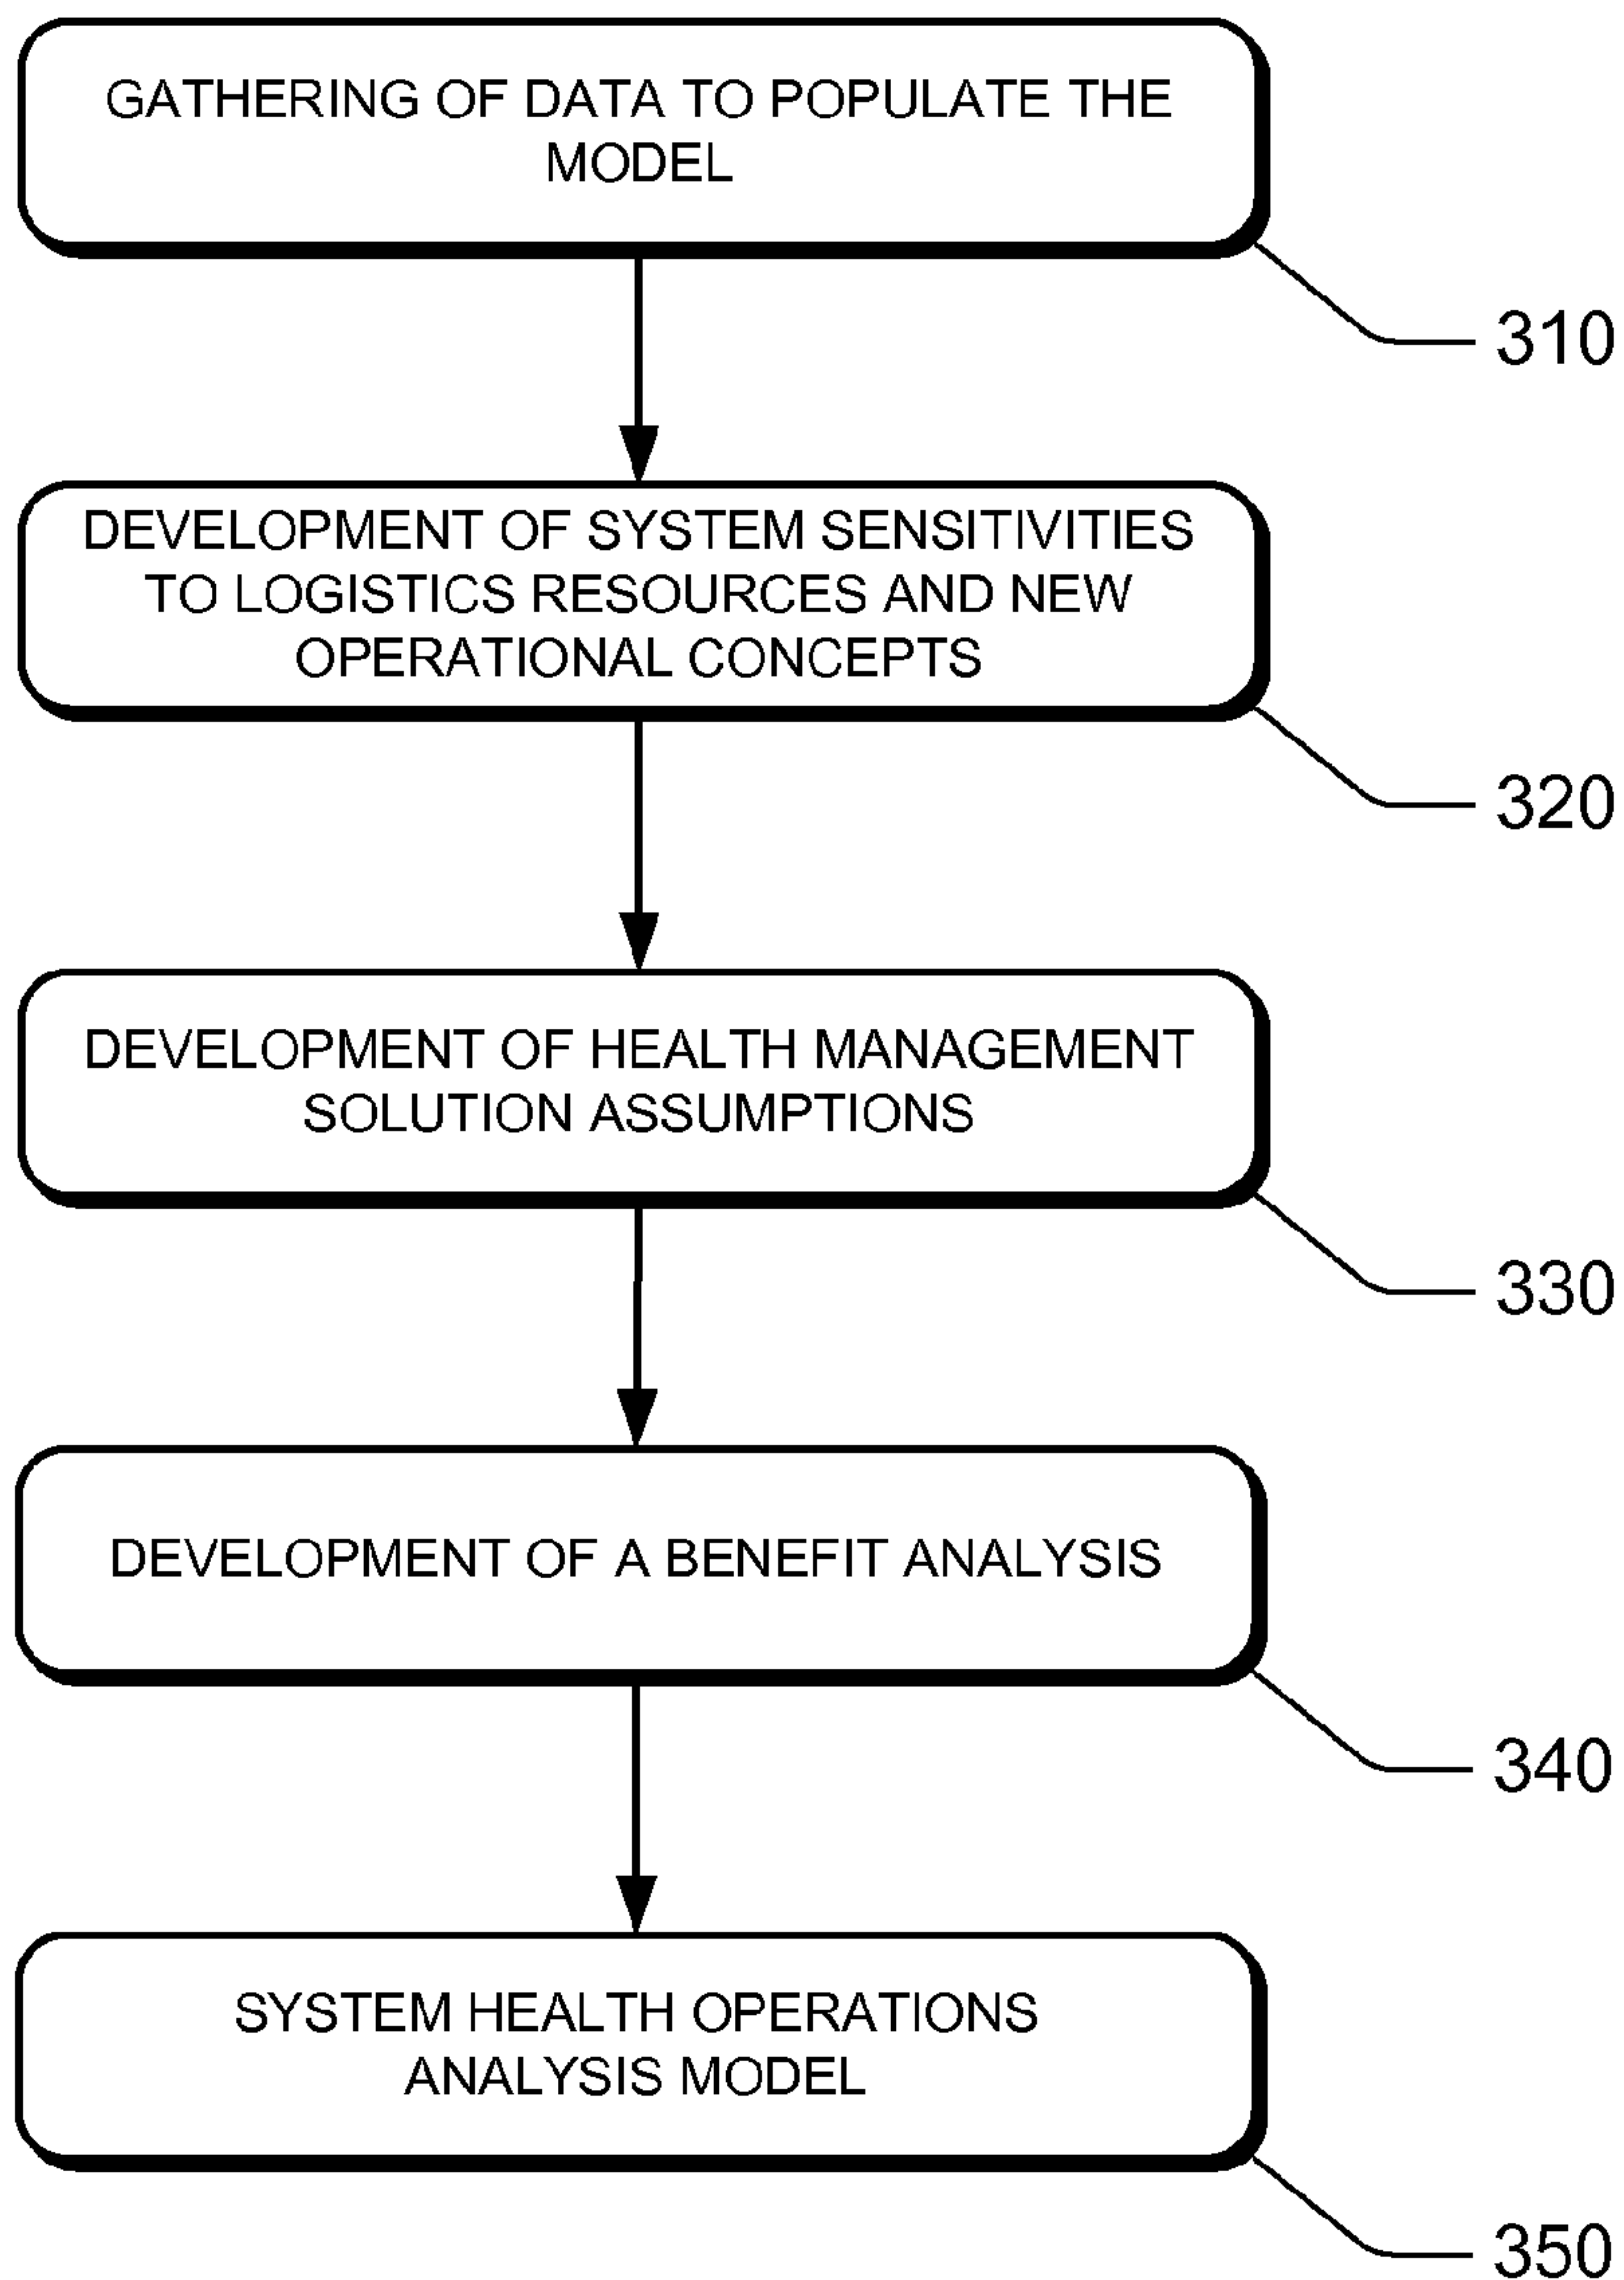 GATHERING OF DATA TO POPULATE THE
MODEL
310
DEVELOPMENT OF SYSTEM SENSITIVITIES
TO LOGISTICS RESOURCES AND NEW
OPERATIONAL CONCEPTS
320
DEVELOPMENT OF HEALTH MANAGEMENT
SOLUTION ASSUMPTIONS
330
DEVELOPMENT OF A BENEFIT ANALYSIS
340
SYSTEM HEALTH OPERATIONS
ANALYSIS MODEL
350